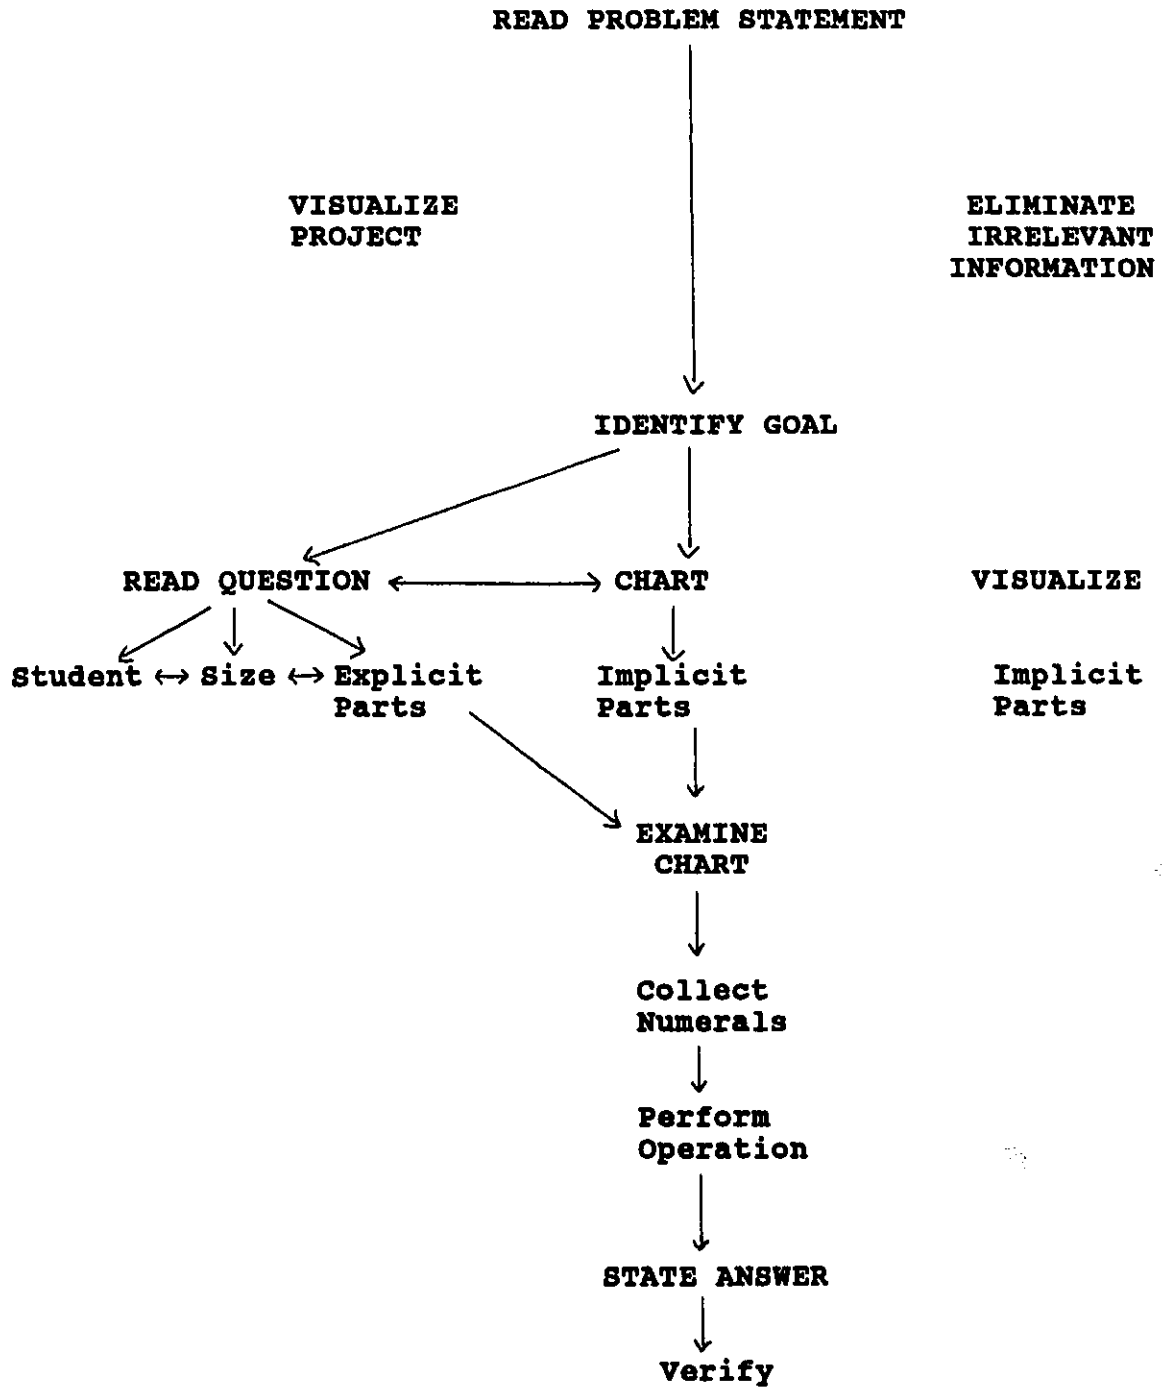 READ PROBLEM STATEMENT
VISUALIZE
PROJECT
ELIMINATE
IRRELEVANT
INFORMATION
IDENTIFY GOAL
READ QUESTION
CHART
VISUALIZE
Student
Size
Explicit
Parts
Implicit
Parts
Implicit
Parts
EXAMINE
CHART
Collect
Numerals
Perform
Operation
STATE ANSWER
Verify